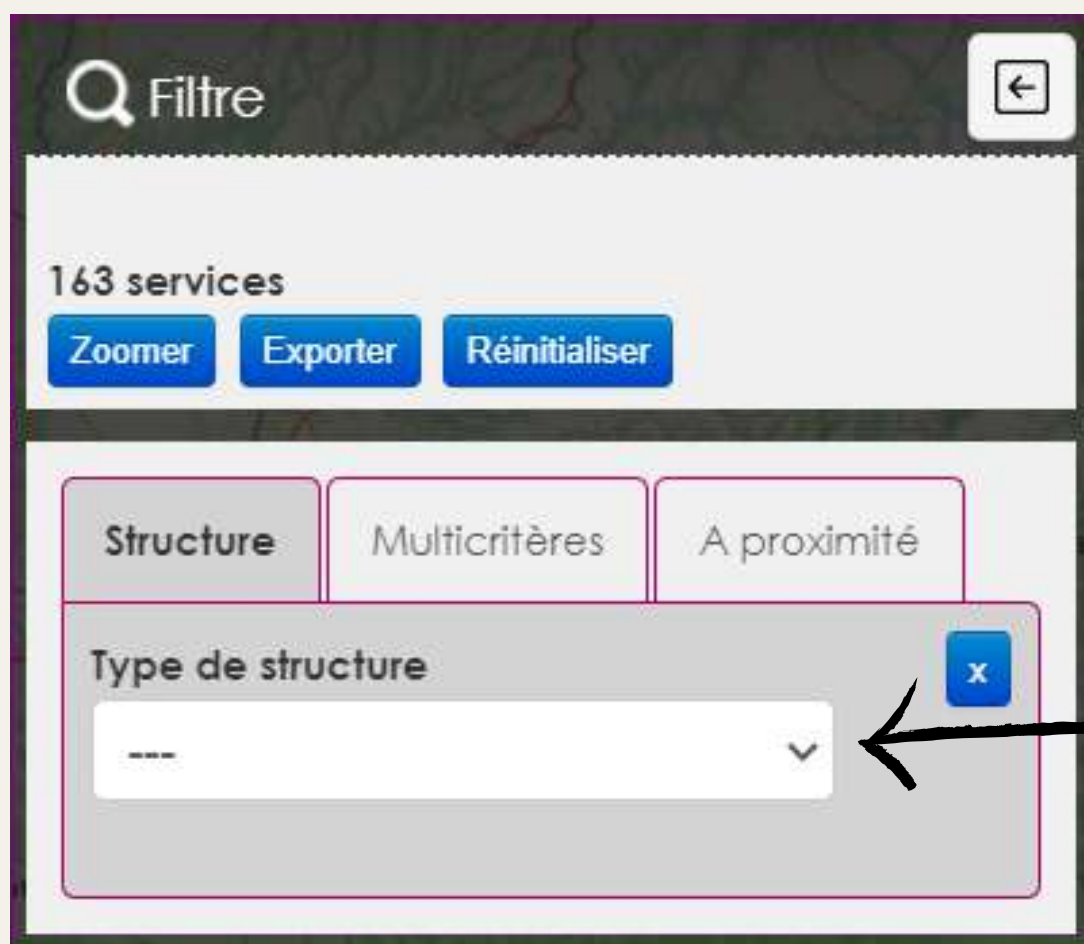 Filtre
163 services
Zoomer Exporter Réinitialiser
Structure Multicritères A proximité
Type de structure
x
---